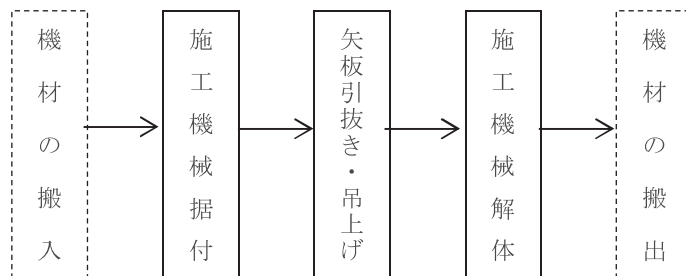 機材の搬入
施工機械据付
矢板引抜き・吊上げ
施工機械解体
機材の搬出